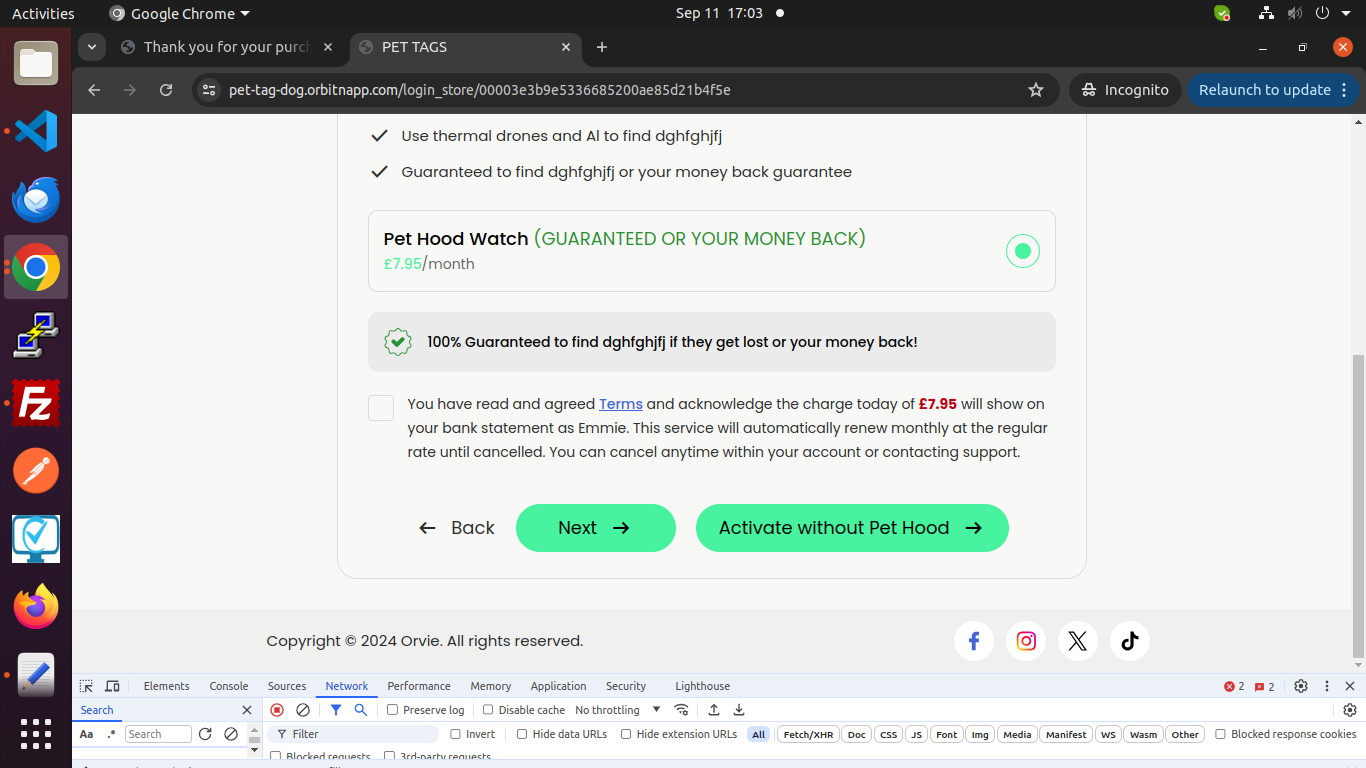 Activities
Google Chrome
Sep 11 17:03
Thank you for your purch
PET TAGS
pet-tag-dog.orbitnapp.com/login_store/00003e3b9e5336685200ae85d21b4f5e
Incognito
Relaunch to update
Use thermal drones and AI to find dghfghjfj
Guaranteed to find dghfghjfj or your money back guarantee
Pet Hood Watch (GUARANTEED OR YOUR MONEY BACK)
£7.95/month
100% Guaranteed to find dghfghjfj if they get lost or your money back!
You have read and agreed Terms and acknowledge the charge today of £7.95 will show on
your bank statement as Emmie. This service will automatically renew monthly at the regular
rate until cancelled. You can cancel anytime within your account or contacting support.
Back
Next
Activate without Pet Hood
Copyright © 2024 Orvie. All rights reserved.
Elements Console Sources Network Performance Memory Application Security Lighthouse
2 2
Search
Preserve log Disable cache No throttling
Aa .* Search
Filter Invert Hide data URLs Hide extension URLs All Fetch/XHR Doc CSS JS Font Img Media Manifest WS Wasm Other Blocked response cookies
Blocked requests 3rd-party requests